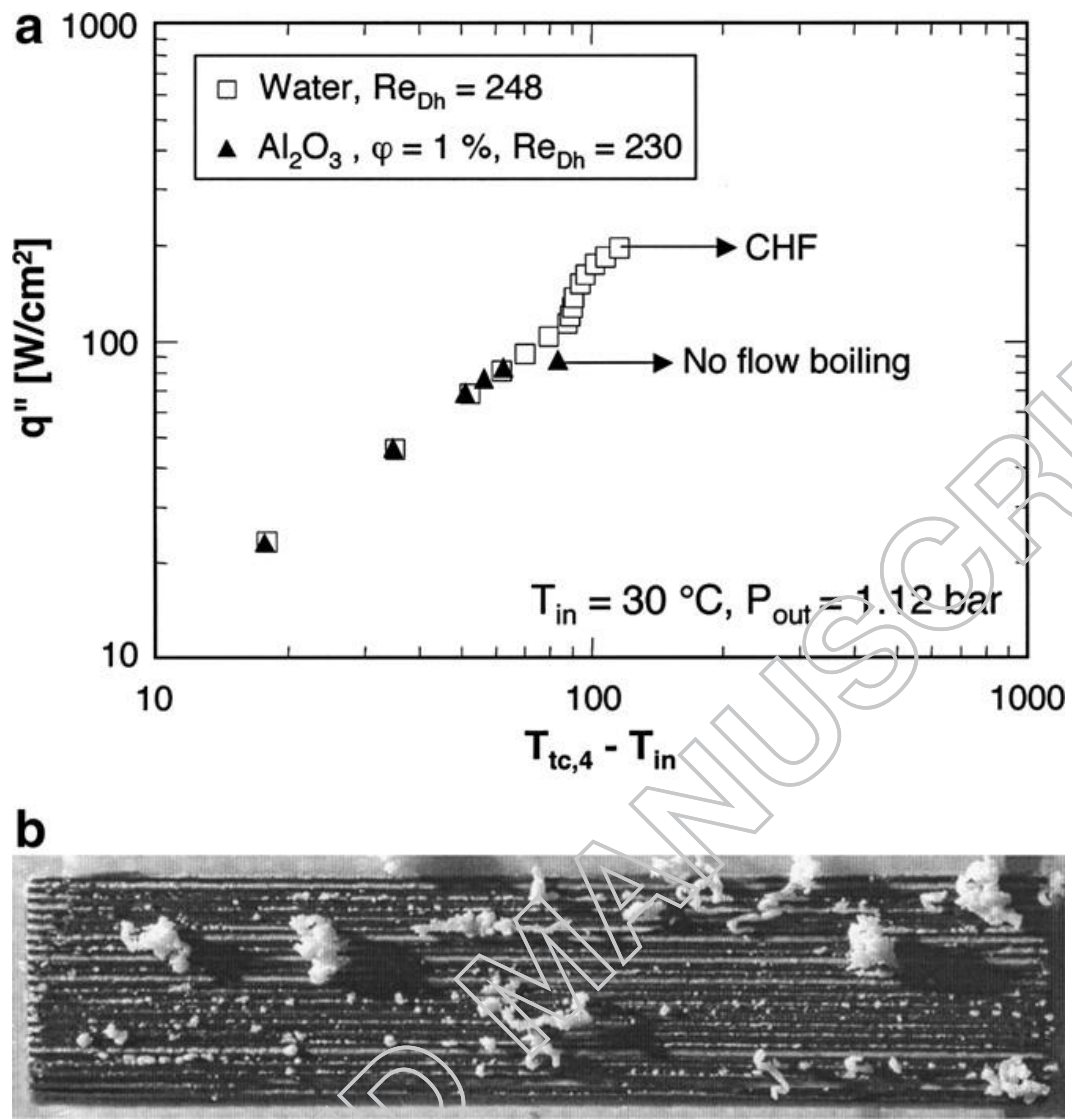 a
1000
Water, Re_Dh = 248
Al2O3 , φ = 1 %, Re_Dh = 230
CHF
100
No flow boiling
q" [W/cm²]
T_in = 30 °C, P_out = 1.12 bar
10
10 100 1000
T_tc,4 - T_in
b
D MANUSCRI